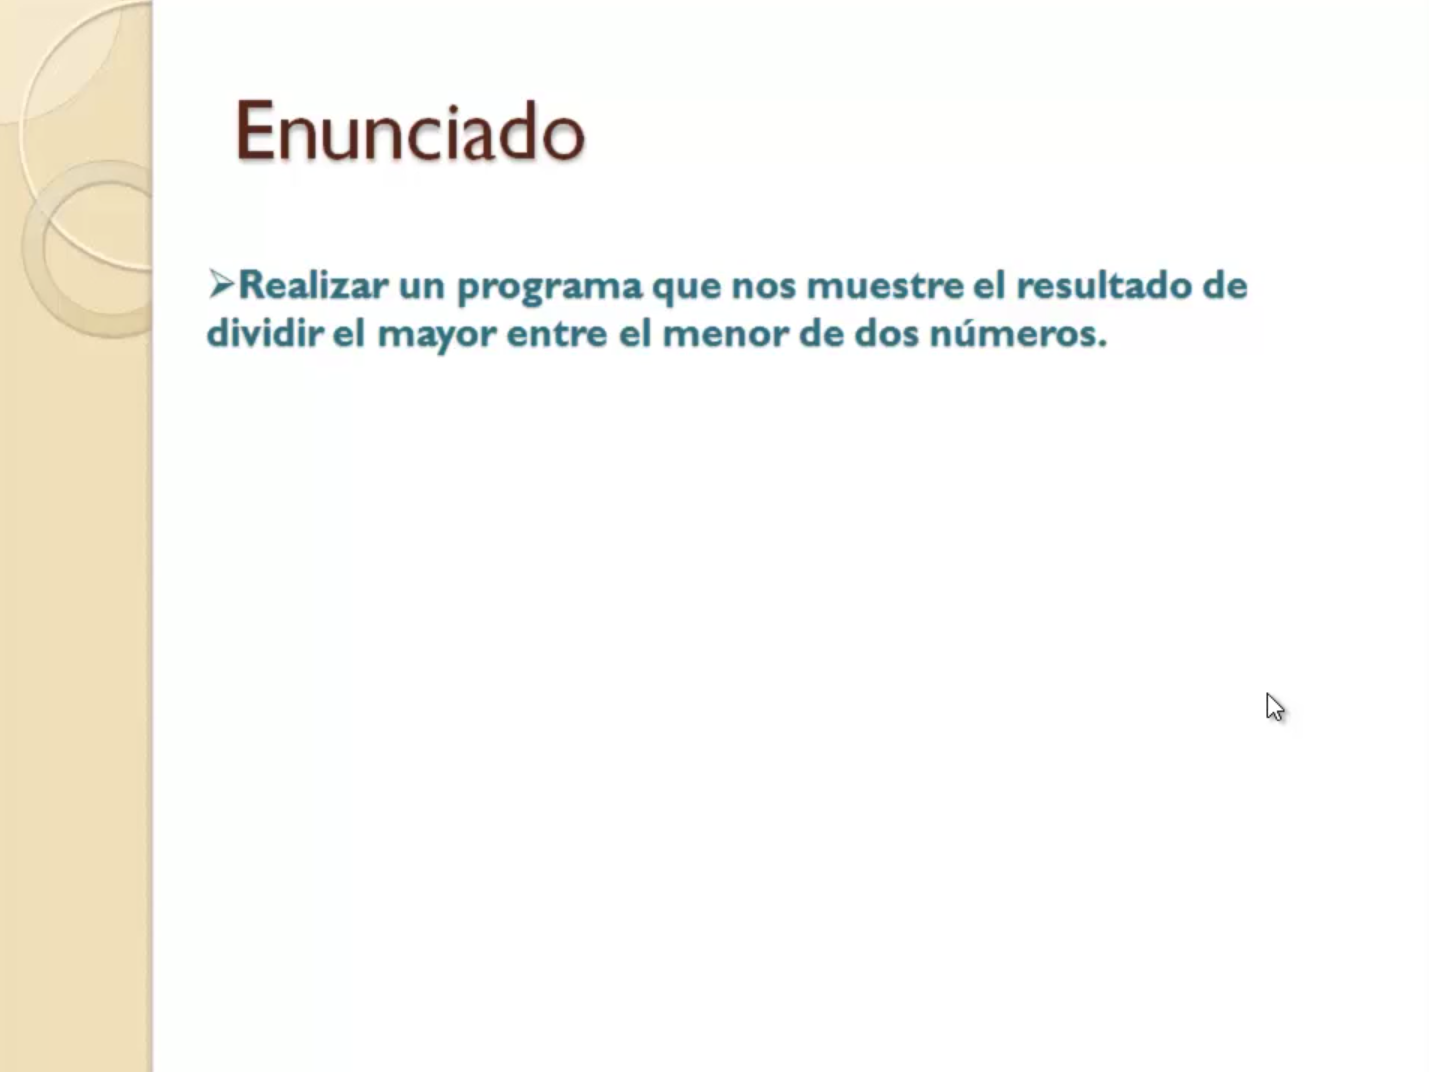 Enunciado
➢Realizar un programa que nos muestre el resultado de
dividir el mayor entre el menor de dos números.